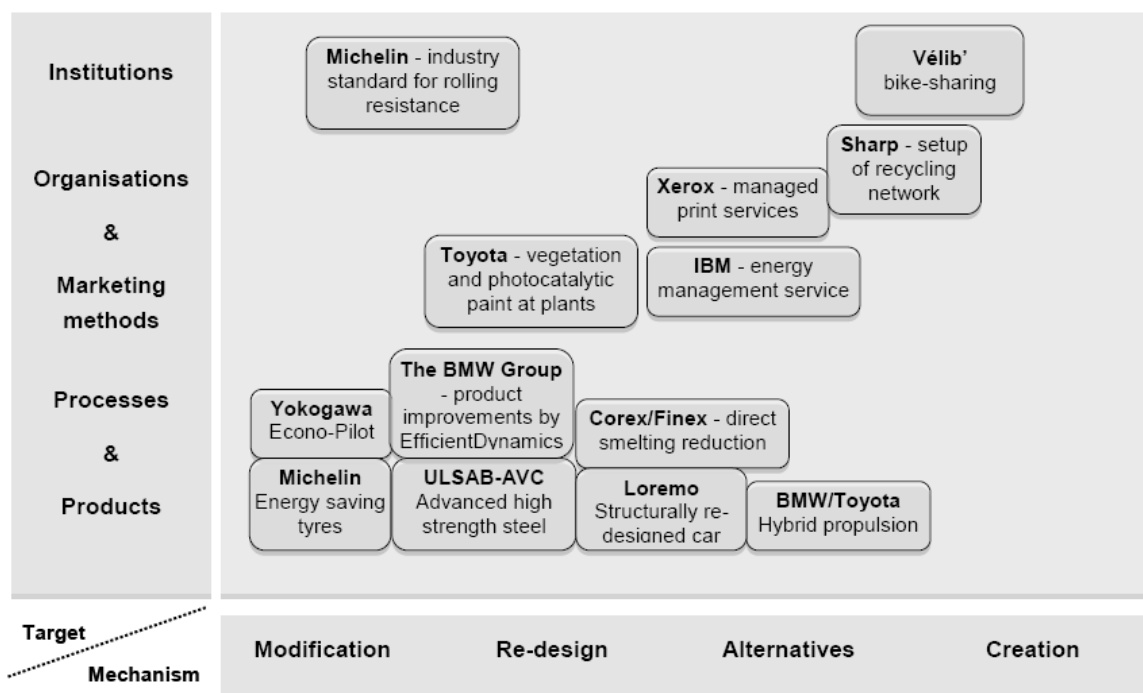 Institutions
Michelin - industry
standard for rolling
resistance
Vélib’
bike-sharing
Organisations
&
Marketing
methods
Sharp - setup
of recycling
network
Xerox - managed
print services
Toyota - vegetation
and photocatalytic
paint at plants
IBM - energy
management service
Processes
&
Products
Yokogawa
Econo-Pilot
The BMW Group
- product
improvements by
EfficientDynamics
Corex/Finex - direct
smelting reduction
Michelin
Energy saving
tyres
ULSAB-AVC
Advanced high
strength steel
Loremo
Structurally re-
designed car
BMW/Toyota
Hybrid propulsion
Target
Mechanism
Modification
Re-design
Alternatives
Creation